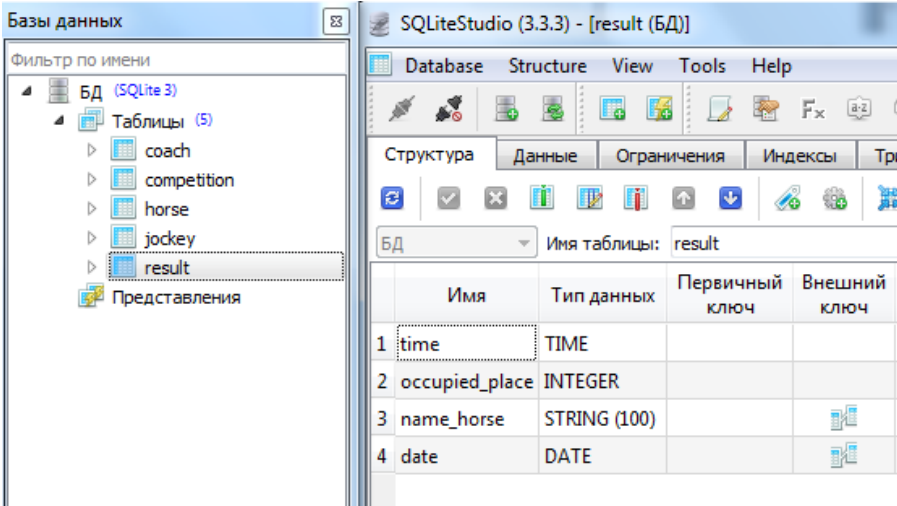 Базы данных
Фильтр по имени
БД (SQLite 3)
Таблицы (5)
coach
competition
horse
jockey
result
Представления
SQLiteStudio (3.3.3) - [result (БД)]
Database Structure View Tools Help
Fx a-z
Структура Данные Ограничения Индексы
БД Имя таблицы: result
Имя Тип данных Первичный ключ Внешний ключ
1 time TIME
2 occupied_place INTEGER
3 name_horse STRING (100)
4 date DATE